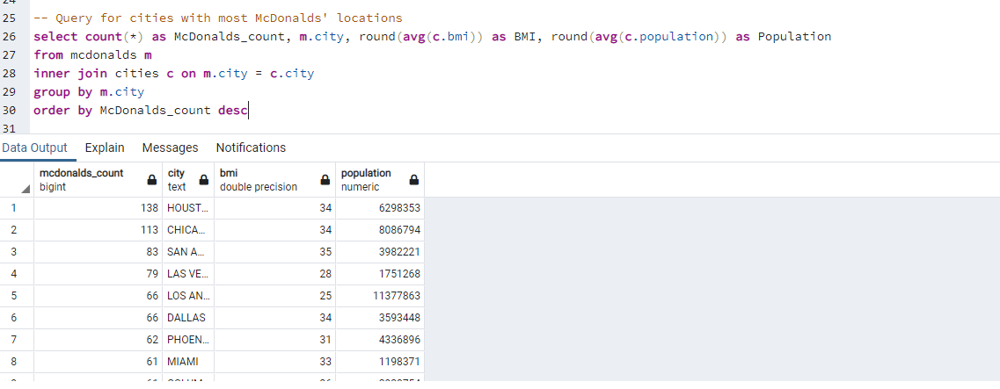 25 -- Query for cities with most McDonalds' locations
26 select count(*) as McDonalds_count, m.city, round(avg(c.bmi)) as BMI, round(avg(c.population)) as Population
27 from mcdonalds m
28 inner join cities c on m.city = c.city
29 group by m.city
30 order by McDonalds_count desc
31
Data Output Explain Messages Notifications
mcdonalds_count city bmi population
bigint text double precision numeric
1 138 HOUST... 34 6298353
2 113 CHICA... 34 8086794
3 83 SAN A... 35 3982221
4 79 LAS VE... 28 1751268
5 66 LOS AN... 25 11377863
6 66 DALLAS 34 3593448
7 62 PHOEN... 31 4336896
8 61 MIAMI 33 1198371